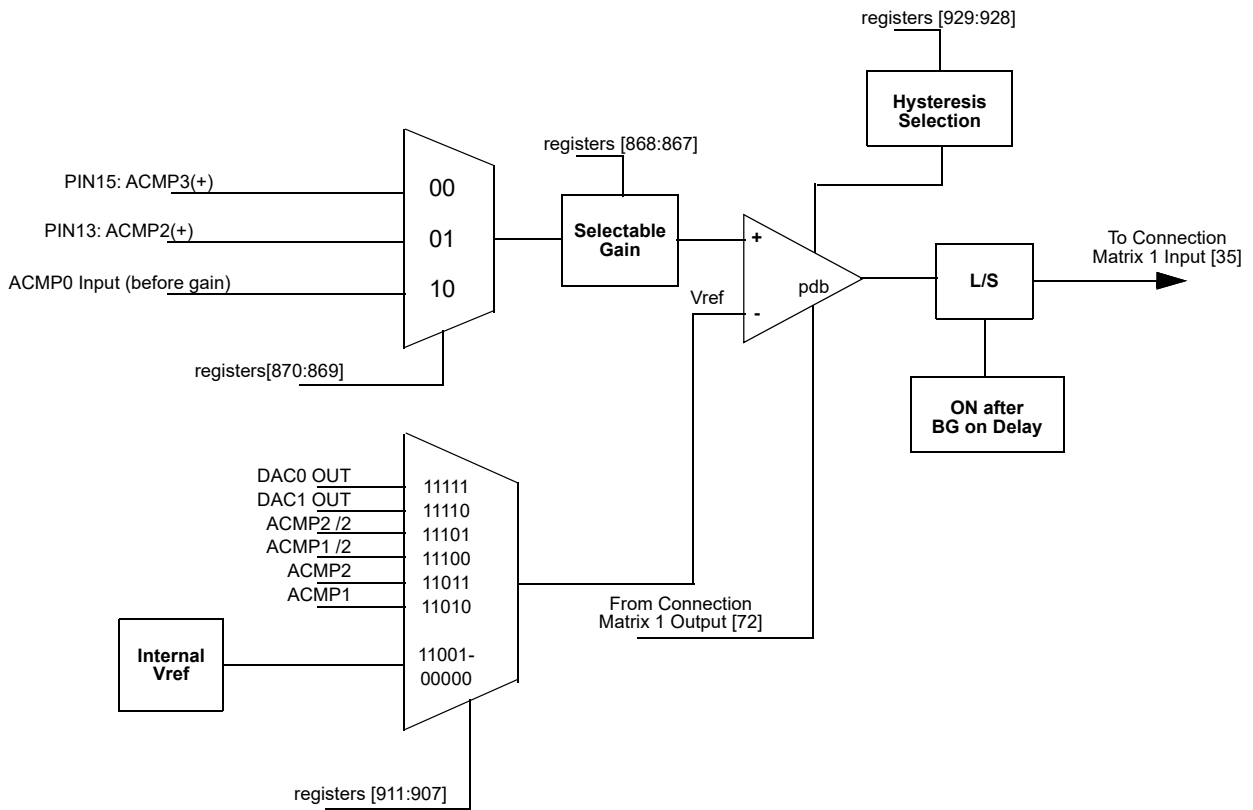 registers [929:928]
Hysteresis
Selection
registers [868:867]
PIN15: ACMP3(+)
PIN13: ACMP2(+)
ACMP0 Input (before gain)
00
01
10
Selectable
Gain
registers[870:869]
+
-
pdb
Vref
L/S
To Connection
Matrix 1 Input [35]
ON after
BG on Delay
DAC0 OUT
DAC1 OUT
ACMP2 /2
ACMP1 /2
ACMP2
ACMP1
11111
11110
11101
11100
11011
11010
11001-
00000
Internal
Vref
From Connection
Matrix 1 Output [72]
registers [911:907]